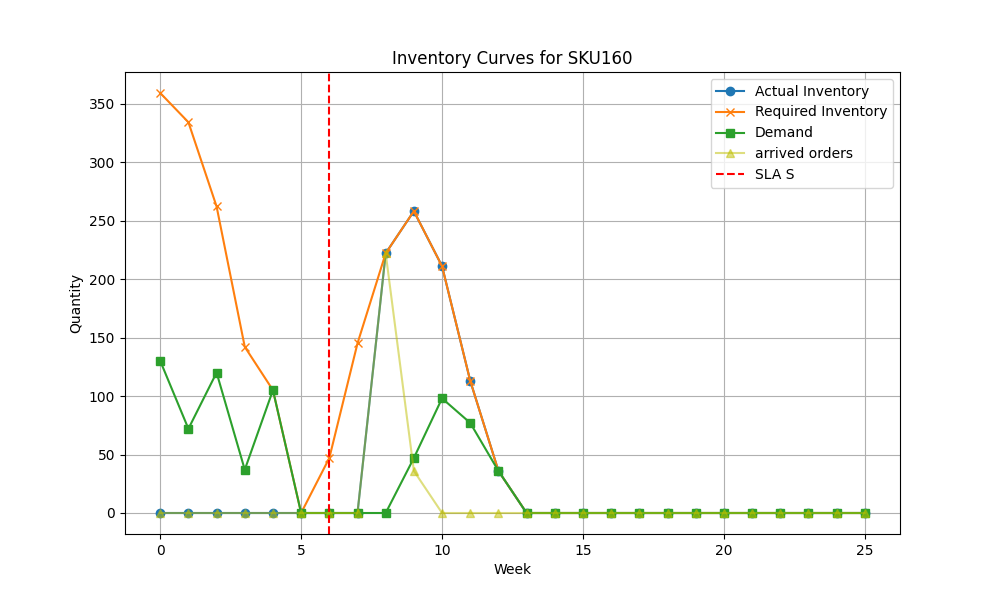 Inventory Curves for SKU160
Actual Inventory
Required Inventory
Demand
arrived orders
SLA S
Quantity
350
300
250
200
150
100
50
0
0 5 10 15 20 25
Week